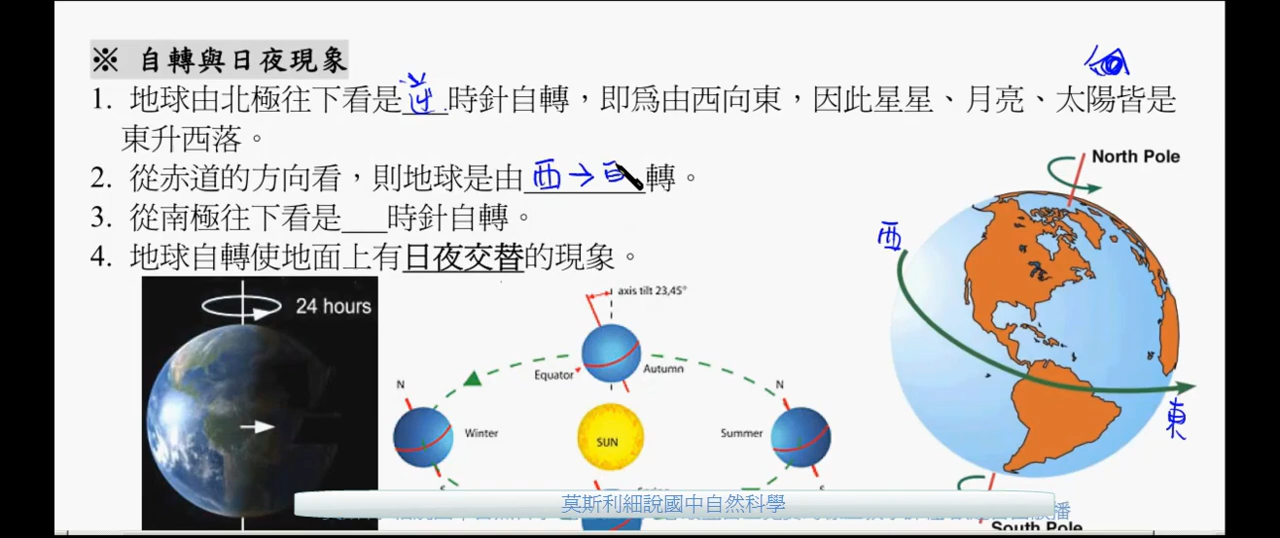 ※ 自轉與日夜現象
1. 地球由北極往下看是逆時針自轉，即為由西向東，因此星星、月亮、太陽皆是
東升西落。
2. 從赤道的方向看，則地球是由西→轉。
3. 從南極往下看是___時針自轉。
4. 地球自轉使地面上有日夜交替的現象。
North Pole
西
24 hours
axis tilt 23,45°
Equator
Autumn
N
Winter
SUN
Summer
N
東
莫斯利細說國中自然科學
South Pole